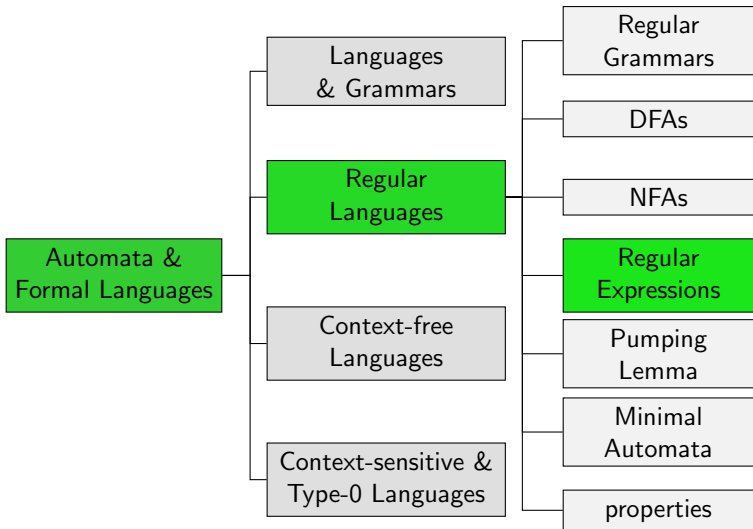 Automata &
Formal Languages
Languages
& Grammars
Regular
Languages
Context-free
Languages
Context-sensitive &
Type-0 Languages
Regular
Grammars
DFAs
NFAs
Regular
Expressions
Pumping
Lemma
Minimal
Automata
properties